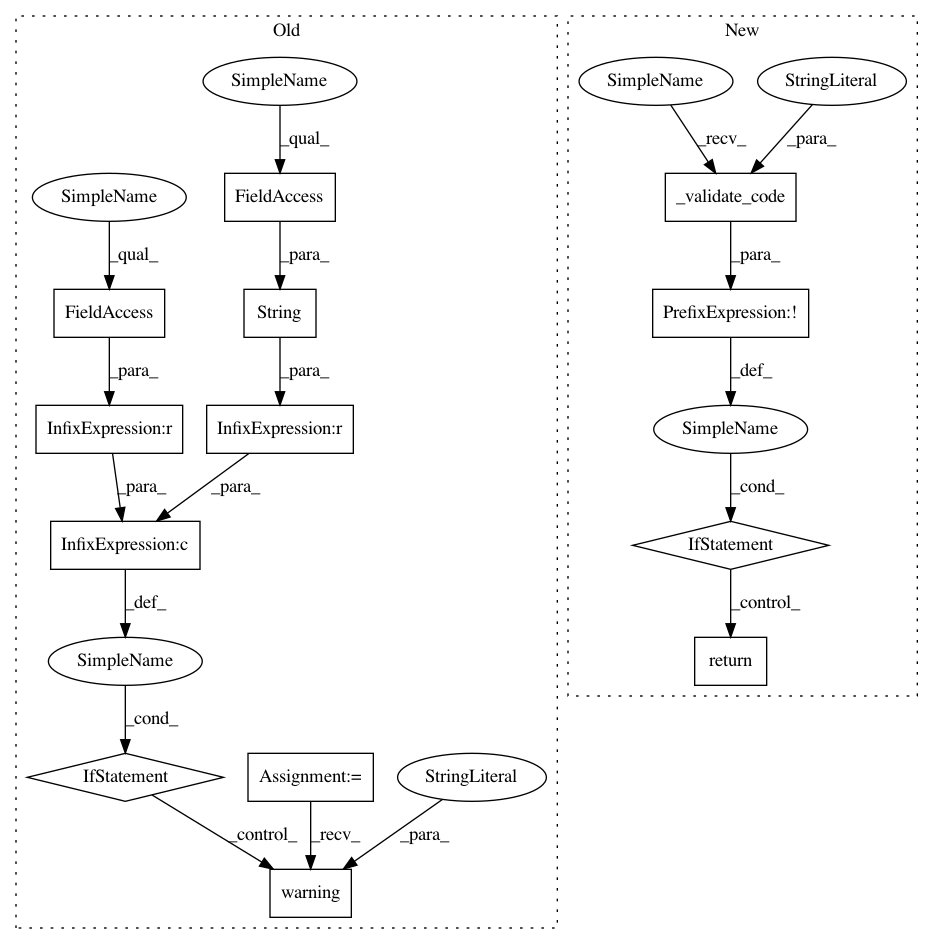 Old
New
SimpleName
SimpleName
StringLiteral
_qual_
_recv_
_para_
SimpleName
FieldAccess
_validate_code
_qual_
_para_
_para_
FieldAccess
String
PrefixExpression:!
_para_
_para_
_def_
InfixExpression:r
InfixExpression:r
SimpleName
_para_
_para_
_cond_
InfixExpression:c
IfStatement
_def_
_control_
SimpleName
return
_cond_
IfStatement
Assignment:=
StringLiteral
_control_
_recv_
_para_
warning